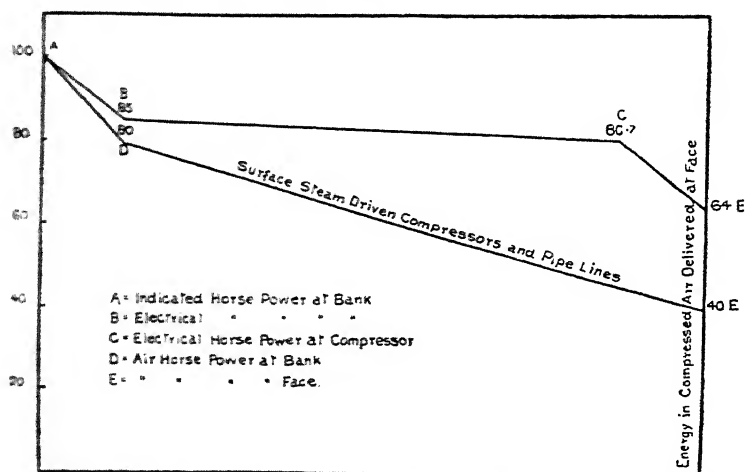 100
80
60
40
20
A
B
85
80
D
C
80.7
64 E
40 E
Surface Steam Driven Compressors and Pipe Lines
Energy in Compressed Air Delivered at Face
A= Indicated Horse Power at Bank
B= Electrical " " " "
C= Electrical Horse Power at Compressor
D= Air Horse Power at Bank
E= " " " " Face.